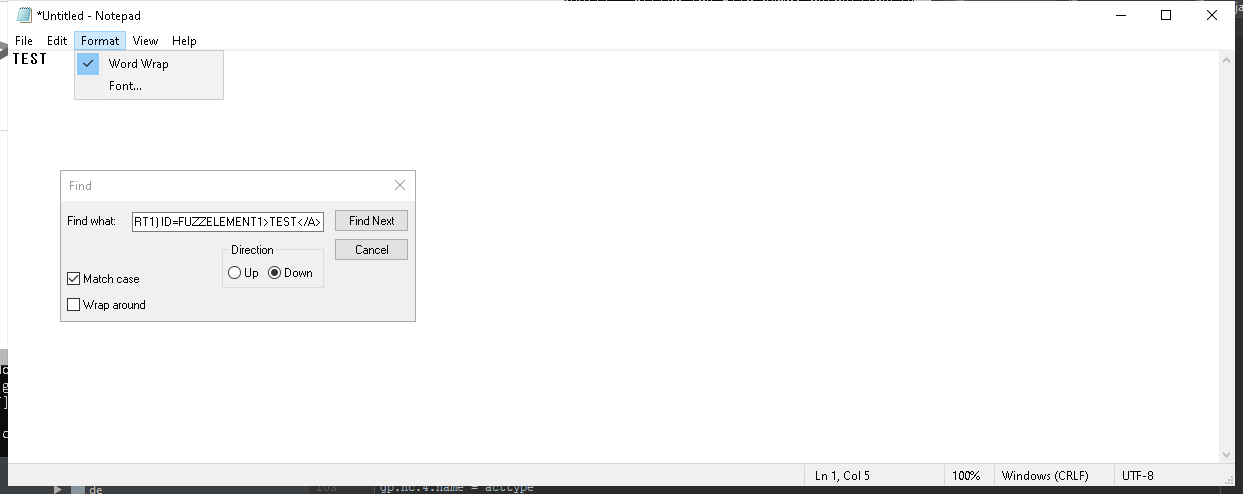 *Untitled - Notepad
File Edit Format View Help
TEST
Word Wrap
Font...
Find
Find what: RT1) ID=FUZZELEMENT1>TEST</A> Find Next
Cancel
Direction
Up Down
Match case
Wrap around
Ln 1, Col 5 100% Windows (CRLF) UTF-8
de
gp.nc.4.name = acttype